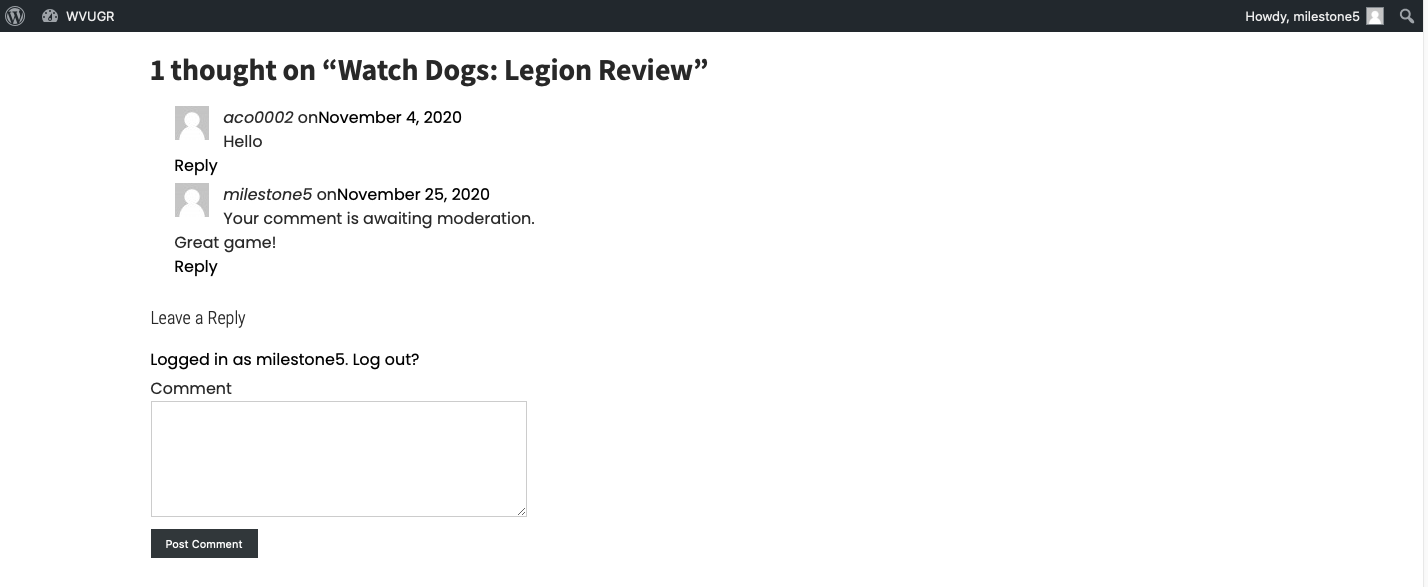 WVUGR Howdy, milestone5
1 thought on “Watch Dogs: Legion Review”
aco0002 onNovember 4, 2020
Hello
Reply
milestone5 onNovember 25, 2020
Your comment is awaiting moderation.
Great game!
Reply
Leave a Reply
Logged in as milestone5. Log out?
Comment
Post Comment